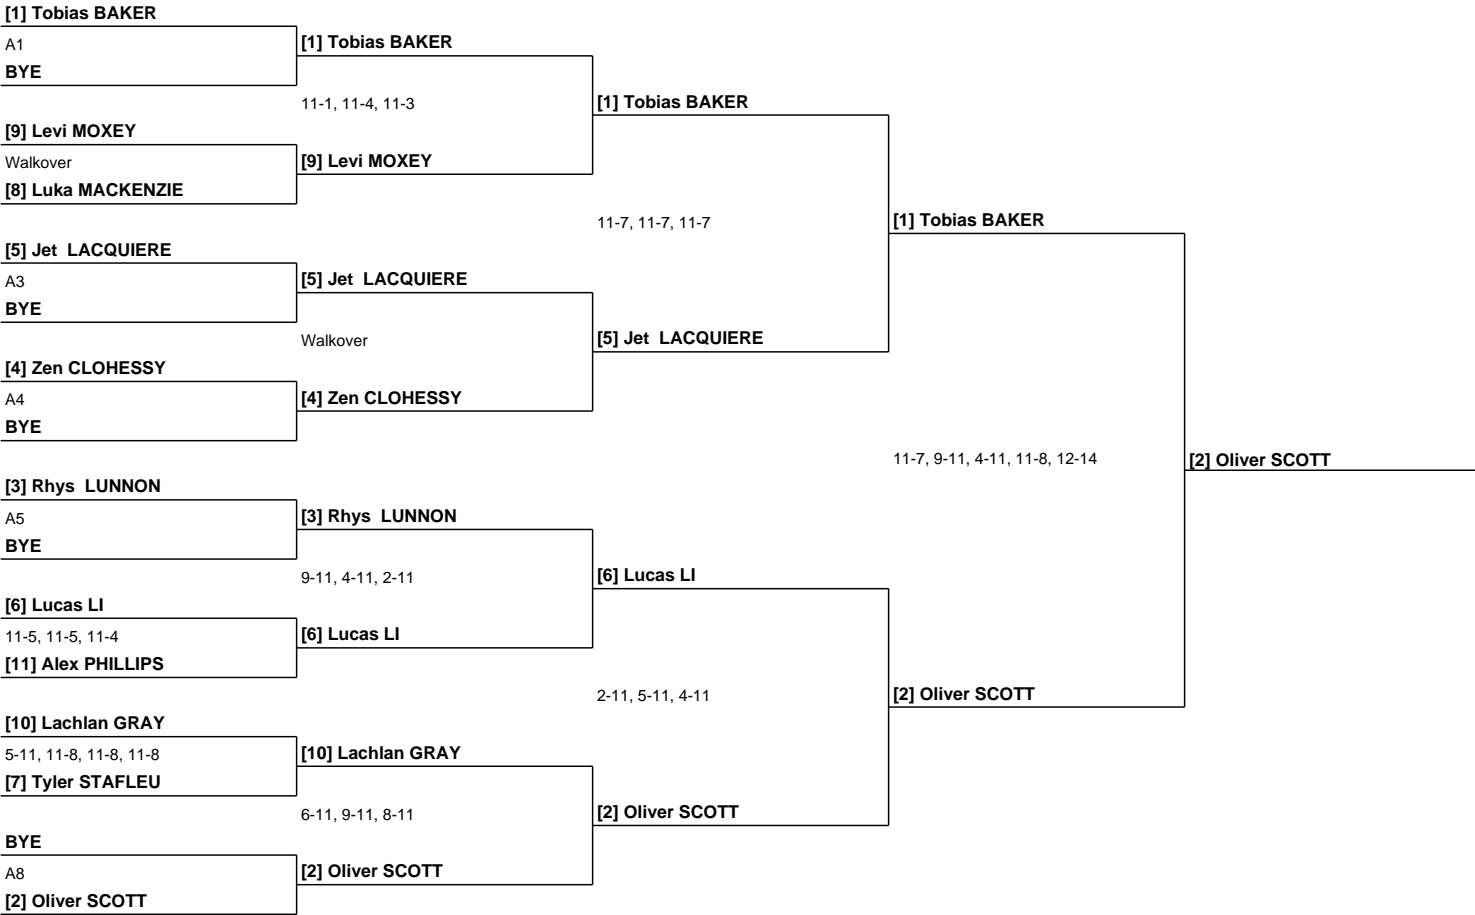 [1] Tobias BAKER
A1
BYE
[9] Levi MOXEY
Walkover
[8] Luka MACKENZIE
[5] Jet  LACQUIERE
A3
BYE
[4] Zen CLOHESSY
A4
BYE
[3] Rhys  LUNNON
A5
BYE
[6] Lucas LI
11-5, 11-5, 11-4
[11] Alex PHILLIPS
[10] Lachlan GRAY
5-11, 11-8, 11-8, 11-8
[7] Tyler STAFLEU
BYE
A8
[2] Oliver SCOTT
[1] Tobias BAKER
11-1, 11-4, 11-3
[9] Levi MOXEY
[5] Jet  LACQUIERE
Walkover
[4] Zen CLOHESSY
[3] Rhys  LUNNON
9-11, 4-11, 2-11
[6] Lucas LI
[10] Lachlan GRAY
6-11, 9-11, 8-11
[2] Oliver SCOTT
[1] Tobias BAKER
11-7, 11-7, 11-7
[5] Jet  LACQUIERE
[6] Lucas LI
2-11, 5-11, 4-11
[2] Oliver SCOTT
[1] Tobias BAKER
11-7, 9-11, 4-11, 11-8, 12-14
[2] Oliver SCOTT
[2] Oliver SCOTT